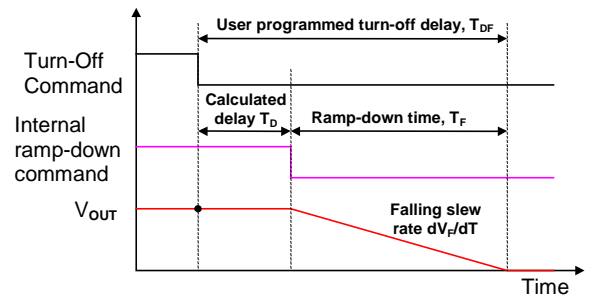 User programmed turn-off delay, TDF
Turn-Off
Command
Calculated
delay TD
Ramp-down time, TF
Internal
ramp-down
command
VOUT
Falling slew
rate dVF/dT
Time